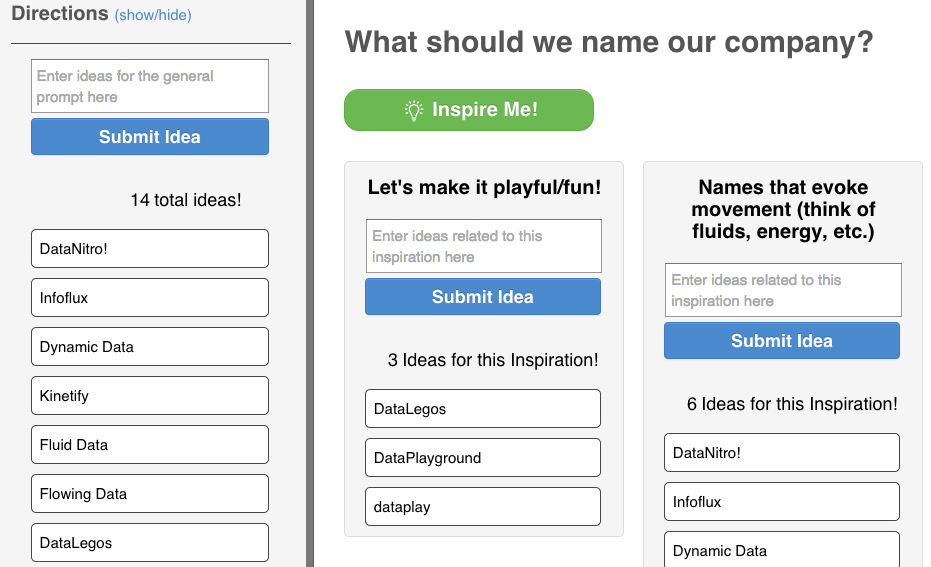 Directions (show/hide)
Enter ideas for the general
prompt here
Submit Idea
14 total ideas!
DataNitro!
Infoflux
Dynamic Data
Kinetify
Fluid Data
Flowing Data
DataLegos
What should we name our company?
Inspire Me!
Let's make it playful/fun!
Enter ideas related to this
inspiration here
Submit Idea
3 Ideas for this Inspiration!
DataLegos
DataPlayground
dataplay
Names that evoke
movement (think of
fluids, energy, etc.)
Enter ideas related to this
inspiration here
Submit Idea
6 Ideas for this Inspiration!
DataNitro!
Infoflux
Dynamic Data